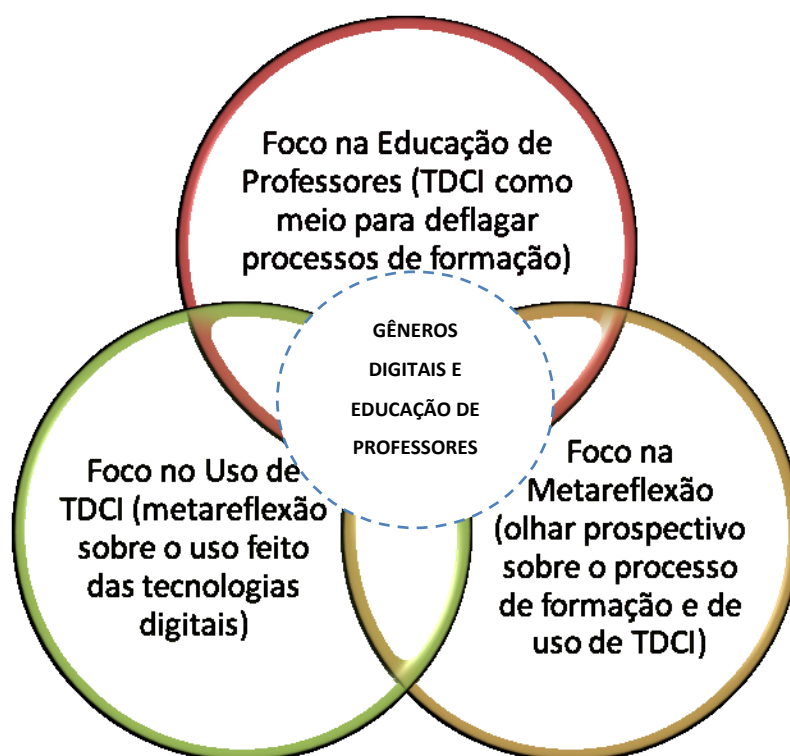 Foco na Educação de
Professores (TDCI como
meio para deflagar
processos de formação)
GÊNEROS
DIGITAIS E
EDUCAÇÃO DE
PROFESSORES
Foco no Uso de
TDCI (metareflexão
sobre o uso feito
das tecnologias
digitais)
Foco na
Metareflexão
(olhar prospectivo
sobre o processo
de formação e de
uso de TDCI)